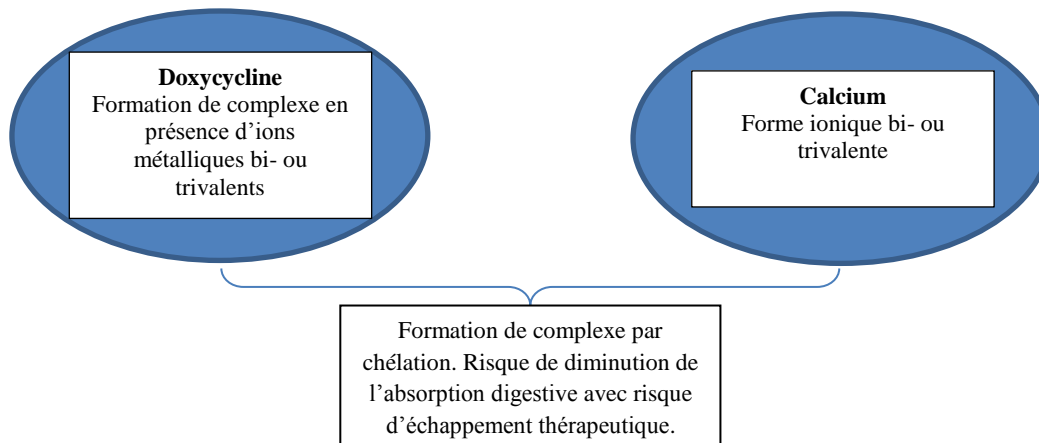 Doxycycline
Formation de complexe en
présence d’ions
métalliques bi- ou
trivalents
Calcium
Forme ionique bi- ou
trivalente
Formation de complexe par
chélation. Risque de diminution de
l’absorption digestive avec risque
d’échappement thérapeutique.